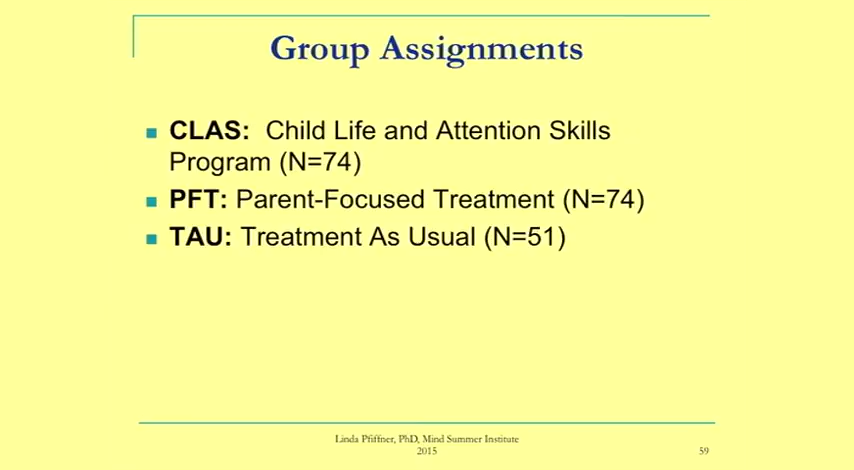 Group Assignments
CLAS: Child Life and Attention Skills
Program (N=74)
PFT: Parent-Focused Treatment (N=74)
TAU: Treatment As Usual (N=51)
Linda Pfiffner, PhD, Mind Summer Institute
2015
59